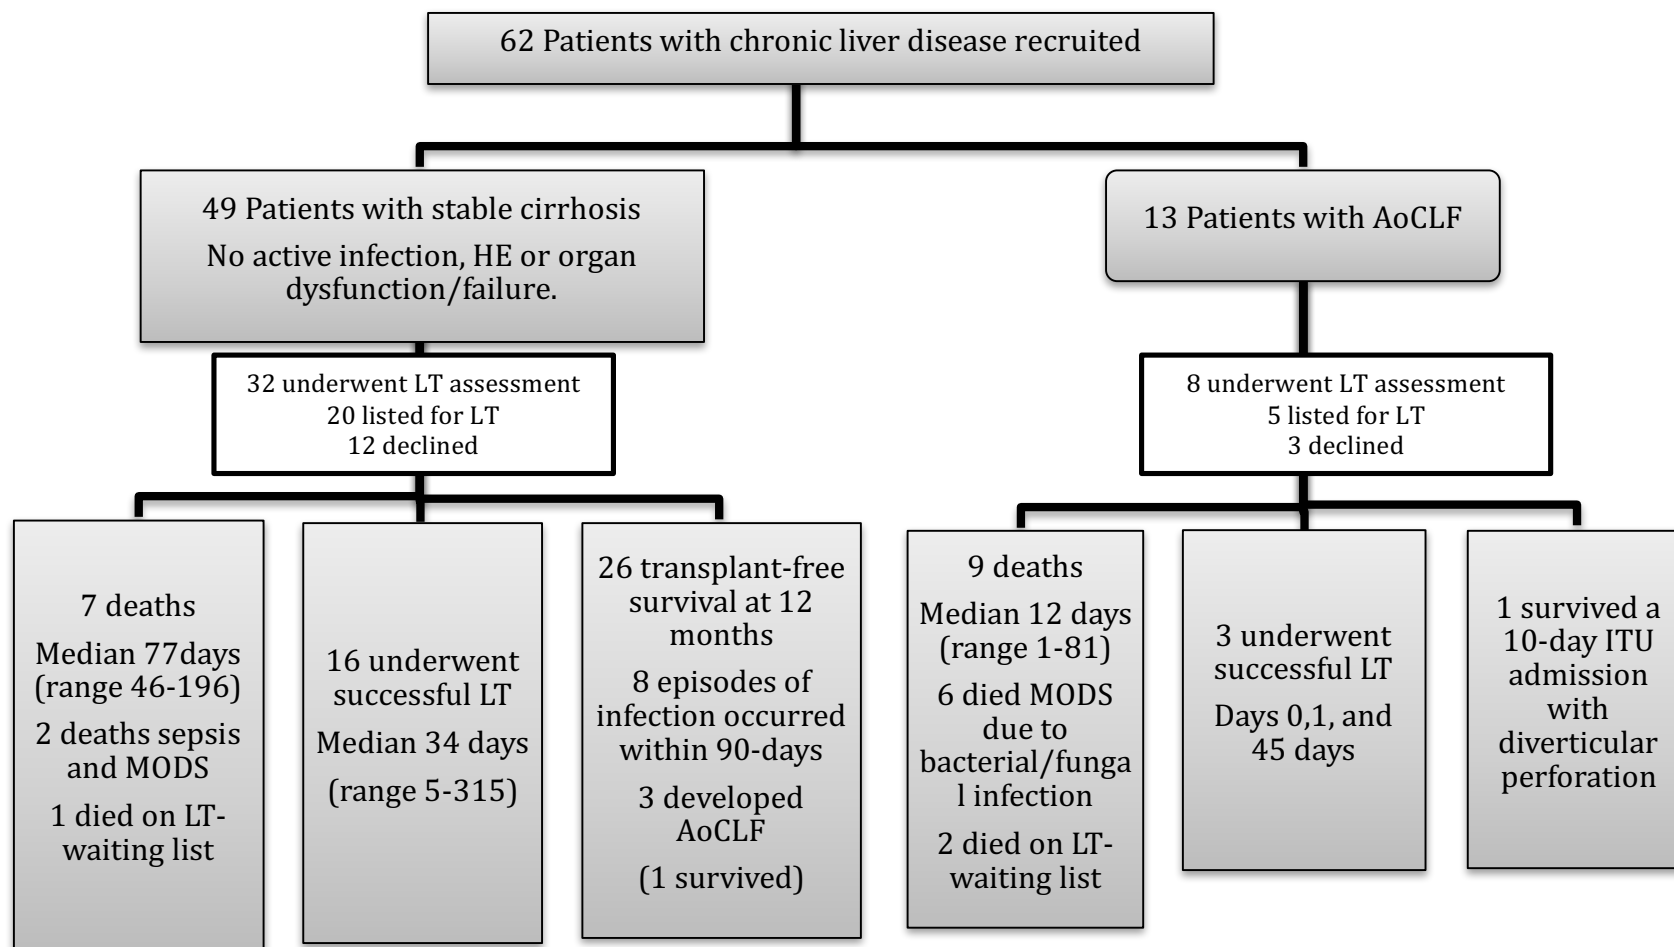 62 Patients with chronic liver disease recruited
49 Patients with stable cirrhosis
No active infection, HE or organ
dysfunction/failure.
13 Patients with AoCLF
32 underwent LT assessment
20 listed for LT
12 declined
8 underwent LT assessment
5 listed for LT
3 declined
7 deaths
Median 77days
(range 46-196)
2 deaths sepsis
and MODS
1 died on LT-
waiting list
16 underwent
successful LT
Median 34 days
(range 5-315)
26 transplant-free
survival at 12
months
8 episodes of
infection occurred
within 90-days
3 developed
AoCLF
(1 survived)
9 deaths
Median 12 days
(range 1-81)
6 died MODS
due to
bacterial/funga
l infection
2 died on LT-
waiting list
3 underwent
successful LT
Days 0,1, and
45 days
1 survived a
10-day ITU
admission
with
diverticular
perforation